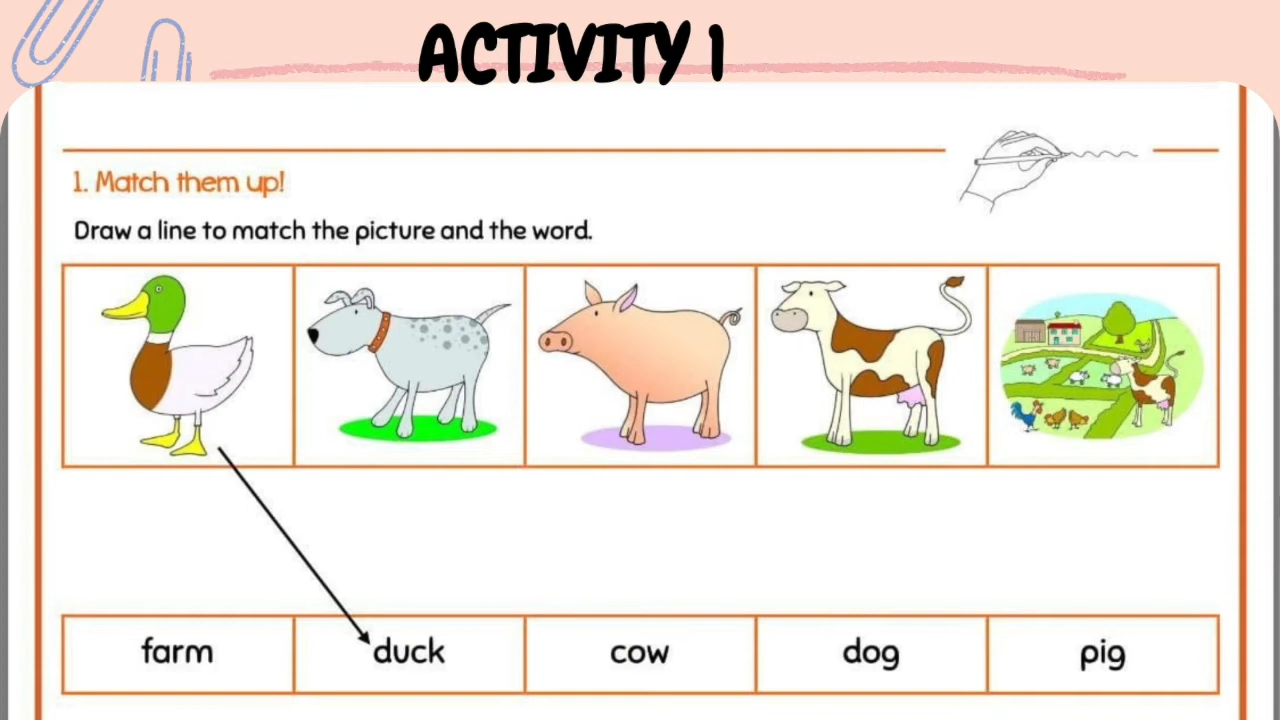 ACTIVITY 1
1. Match them up!
Draw a line to match the picture and the word.
farm duck cow dog pig